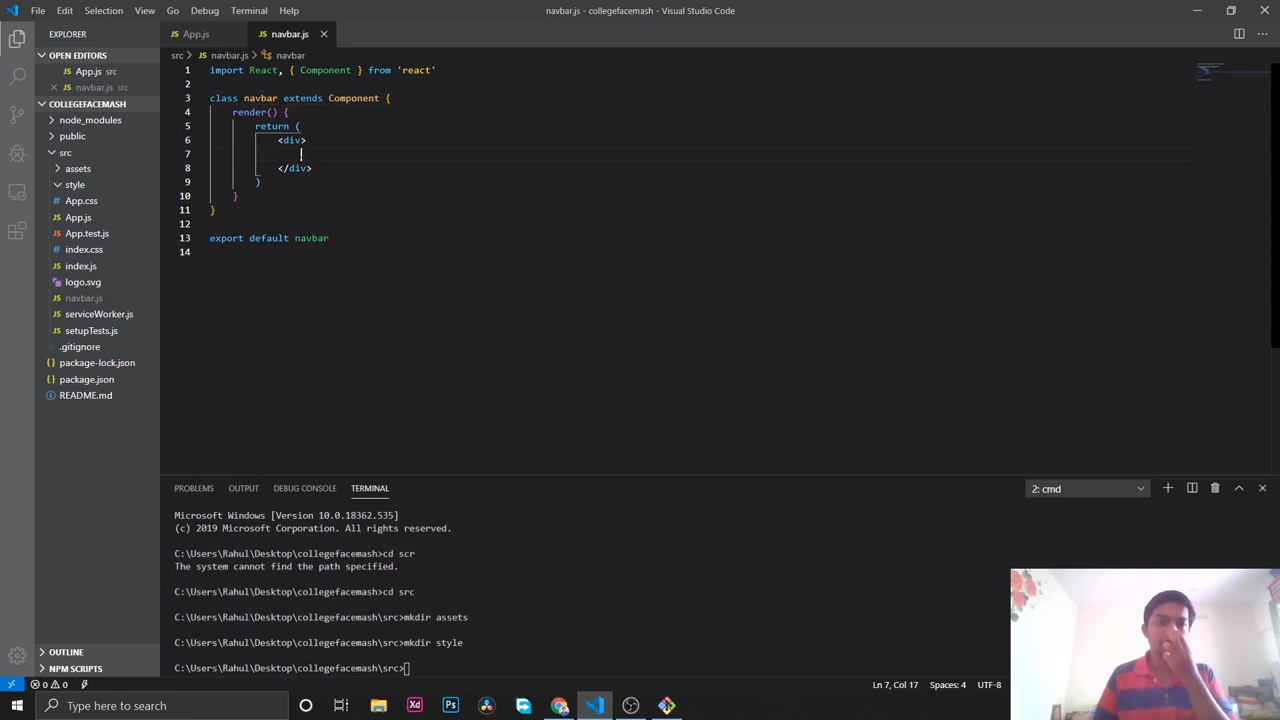 File Edit Selection View Go Debug Terminal Help
navbar.js - collegefacemash - Visual Studio Code
EXPLORER
App.js
navbar.js
OPEN EDITORS
App.js src
navbar.js src
COLLEGEFACEMASH
node_modules
public
src
assets
style
App.css
App.js
App.test.js
index.css
index.js
logo.svg
navbar.js
serviceWorker.js
setupTests.js
.gitignore
package-lock.json
package.json
README.md
OUTLINE
NPM SCRIPTS
src > JS navbar.js > navbar
1 import React, { Component } from 'react'
2
3 class navbar extends Component {
4 render() {
5 return (
6 <div>
7
8 </div>
9 )
10 }
11 }
12
13 export default navbar
14
PROBLEMS OUTPUT DEBUG CONSOLE TERMINAL
2: cmd
Microsoft Windows [Version 10.0.18362.535]
(c) 2019 Microsoft Corporation. All rights reserved.
C:\Users\Rahul\Desktop\collegefacemash>cd scr
The system cannot find the path specified.
C:\Users\Rahul\Desktop\collegefacemash>cd src
C:\Users\Rahul\Desktop\collegefacemash\src>mkdir assets
C:\Users\Rahul\Desktop\collegefacemash\src>mkdir style
C:\Users\Rahul\Desktop\collegefacemash\src>
0 0
Ln 7, Col 17 Spaces: 4 UTF-8
Type here to search
Xd
Ps